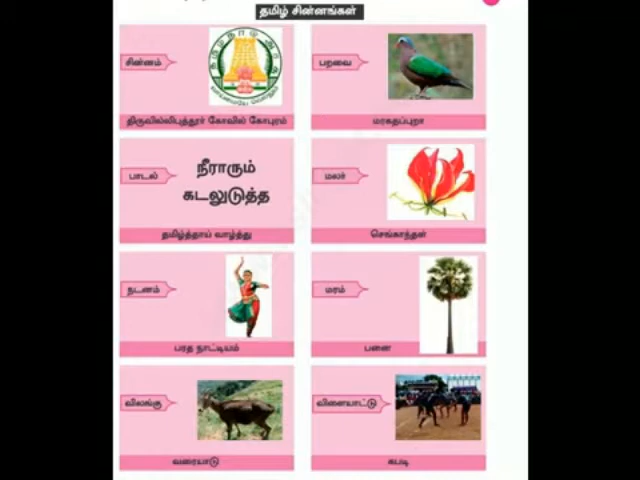 தமிழ் சின்னங்கள்
சின்னம்
திருவில்லிபுத்தூர் கோவில் கோபுரம்
பறவை
மரகதப்புறா
பாடல்
நீராரும்
கடலுடுத்த
தமிழ்த்தாய் வாழ்த்து
மலர்
செங்காந்தள்
நடனம்
பரத நாட்டியம்
மரம்
பனை
விலங்கு
வரையாடு
விளையாட்டு
கபடி